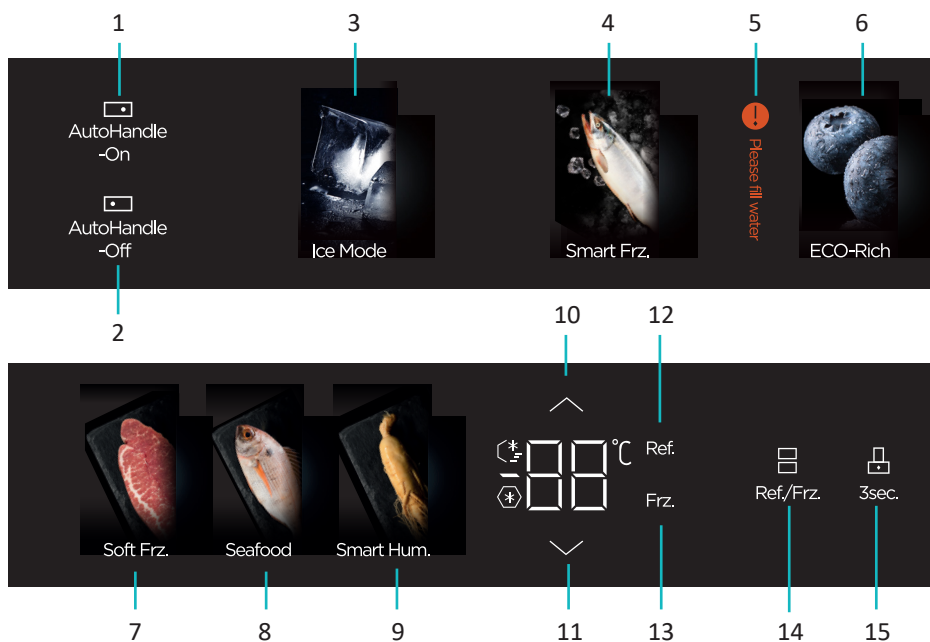 1 3 4 5 6
AutoHandle
-On
AutoHandle
-Off
Ice Mode
Smart Frz.
Please fill water
ECO-Rich
2 10 12
Soft Frz.
Seafood
Smart Hum.
-88 °C
Ref.
Frz.
Ref./Frz.
3sec.
7 8 9 11 13 14 15